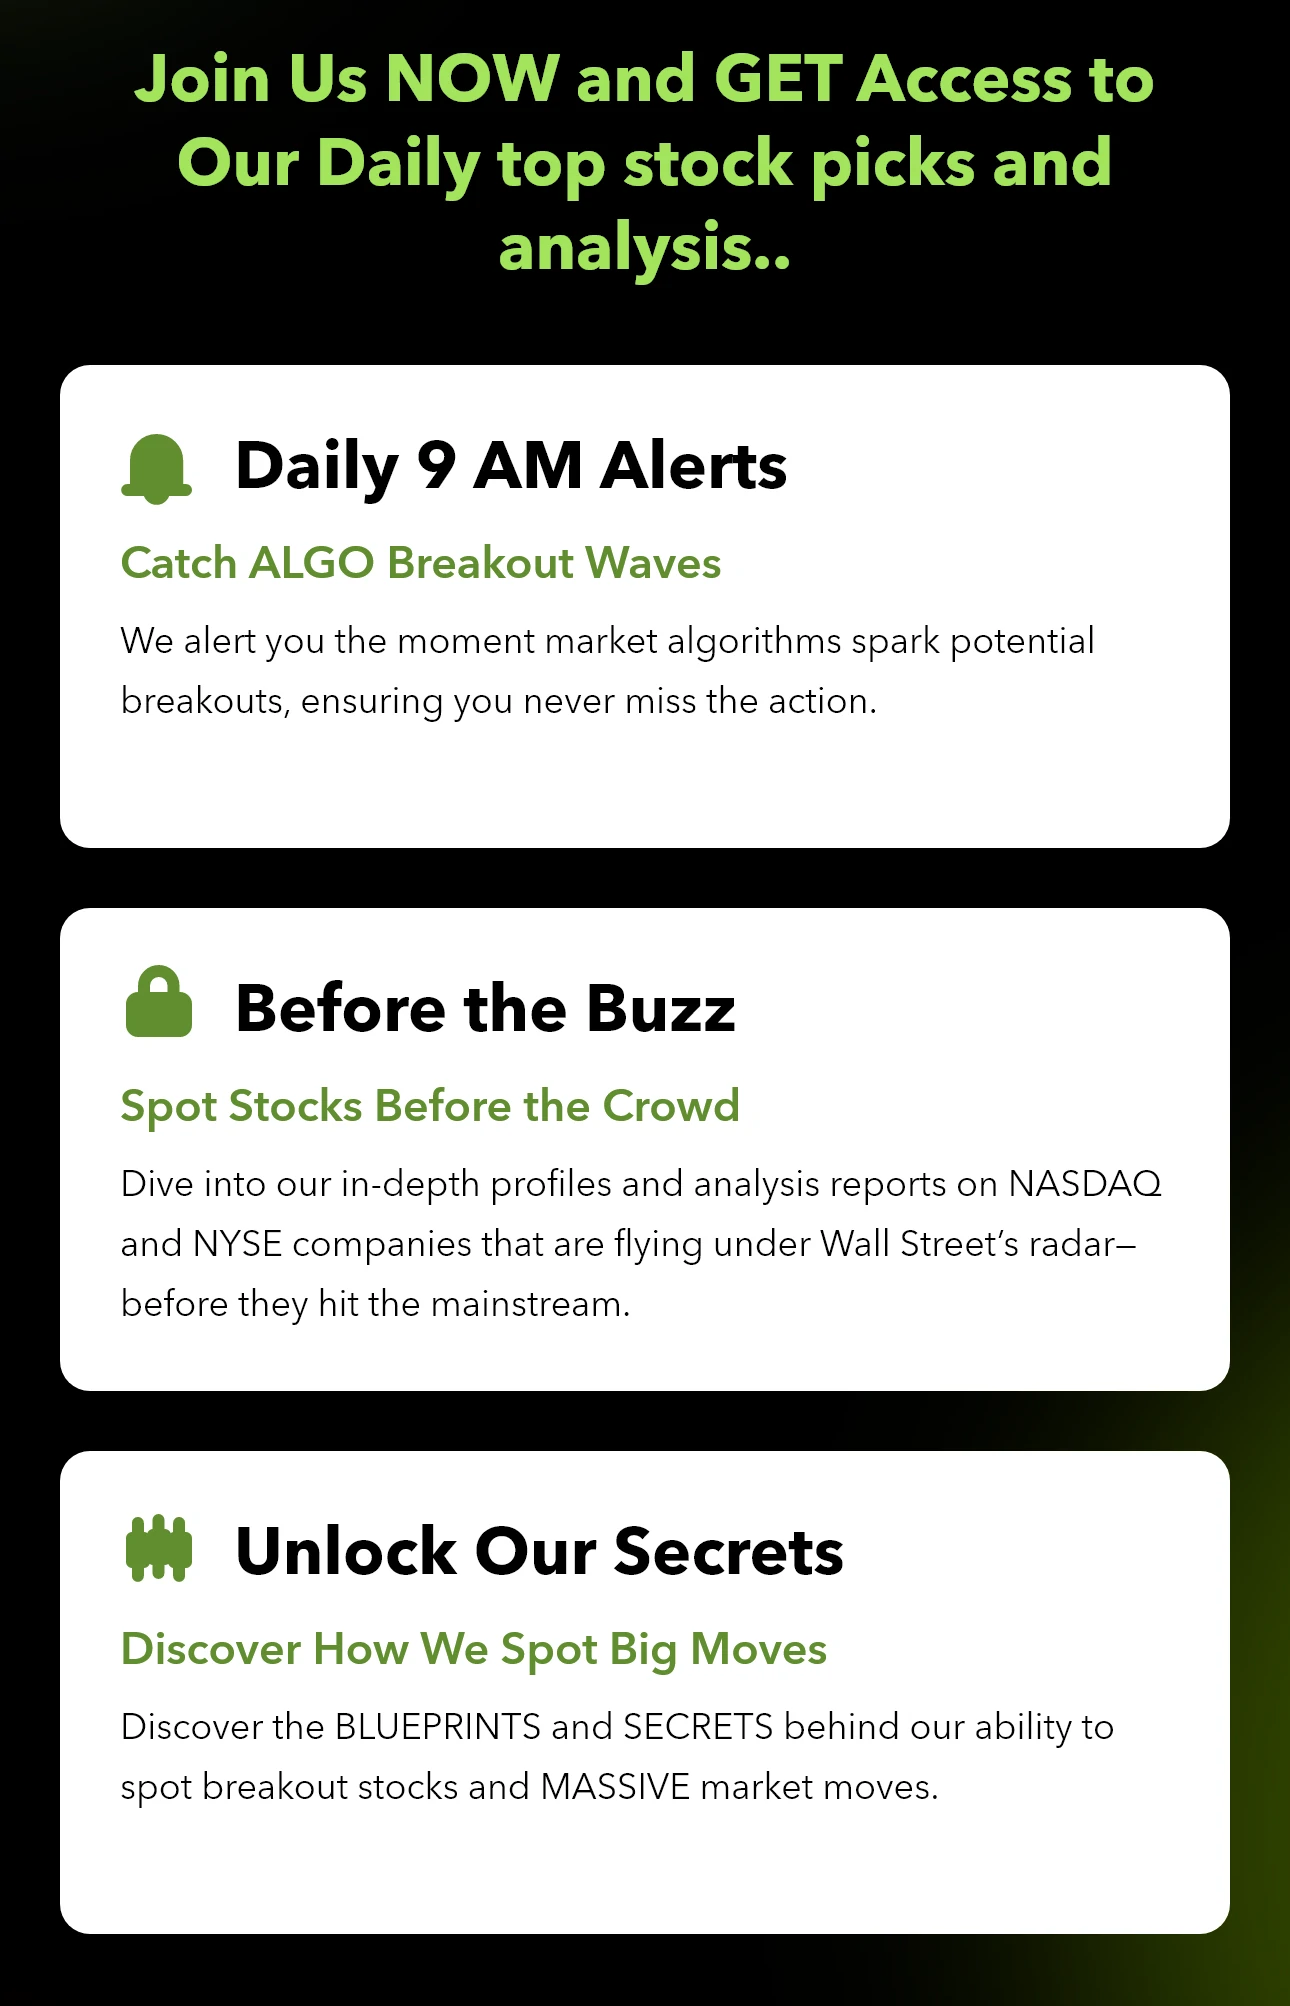 Join Us NOW and GET Access to
Our Daily top stock picks and
analysis..
Daily 9 AM Alerts
Catch ALGO Breakout Waves
We alert you the moment market algorithms spark potential
breakouts, ensuring you never miss the action.
Before the Buzz
Spot Stocks Before the Crowd
Dive into our in-depth profiles and analysis reports on NASDAQ
and NYSE companies that are flying under Wall Street’s radar—
before they hit the mainstream.
Unlock Our Secrets
Discover How We Spot Big Moves
Discover the BLUEPRINTS and SECRETS behind our ability to
spot breakout stocks and MASSIVE market moves.